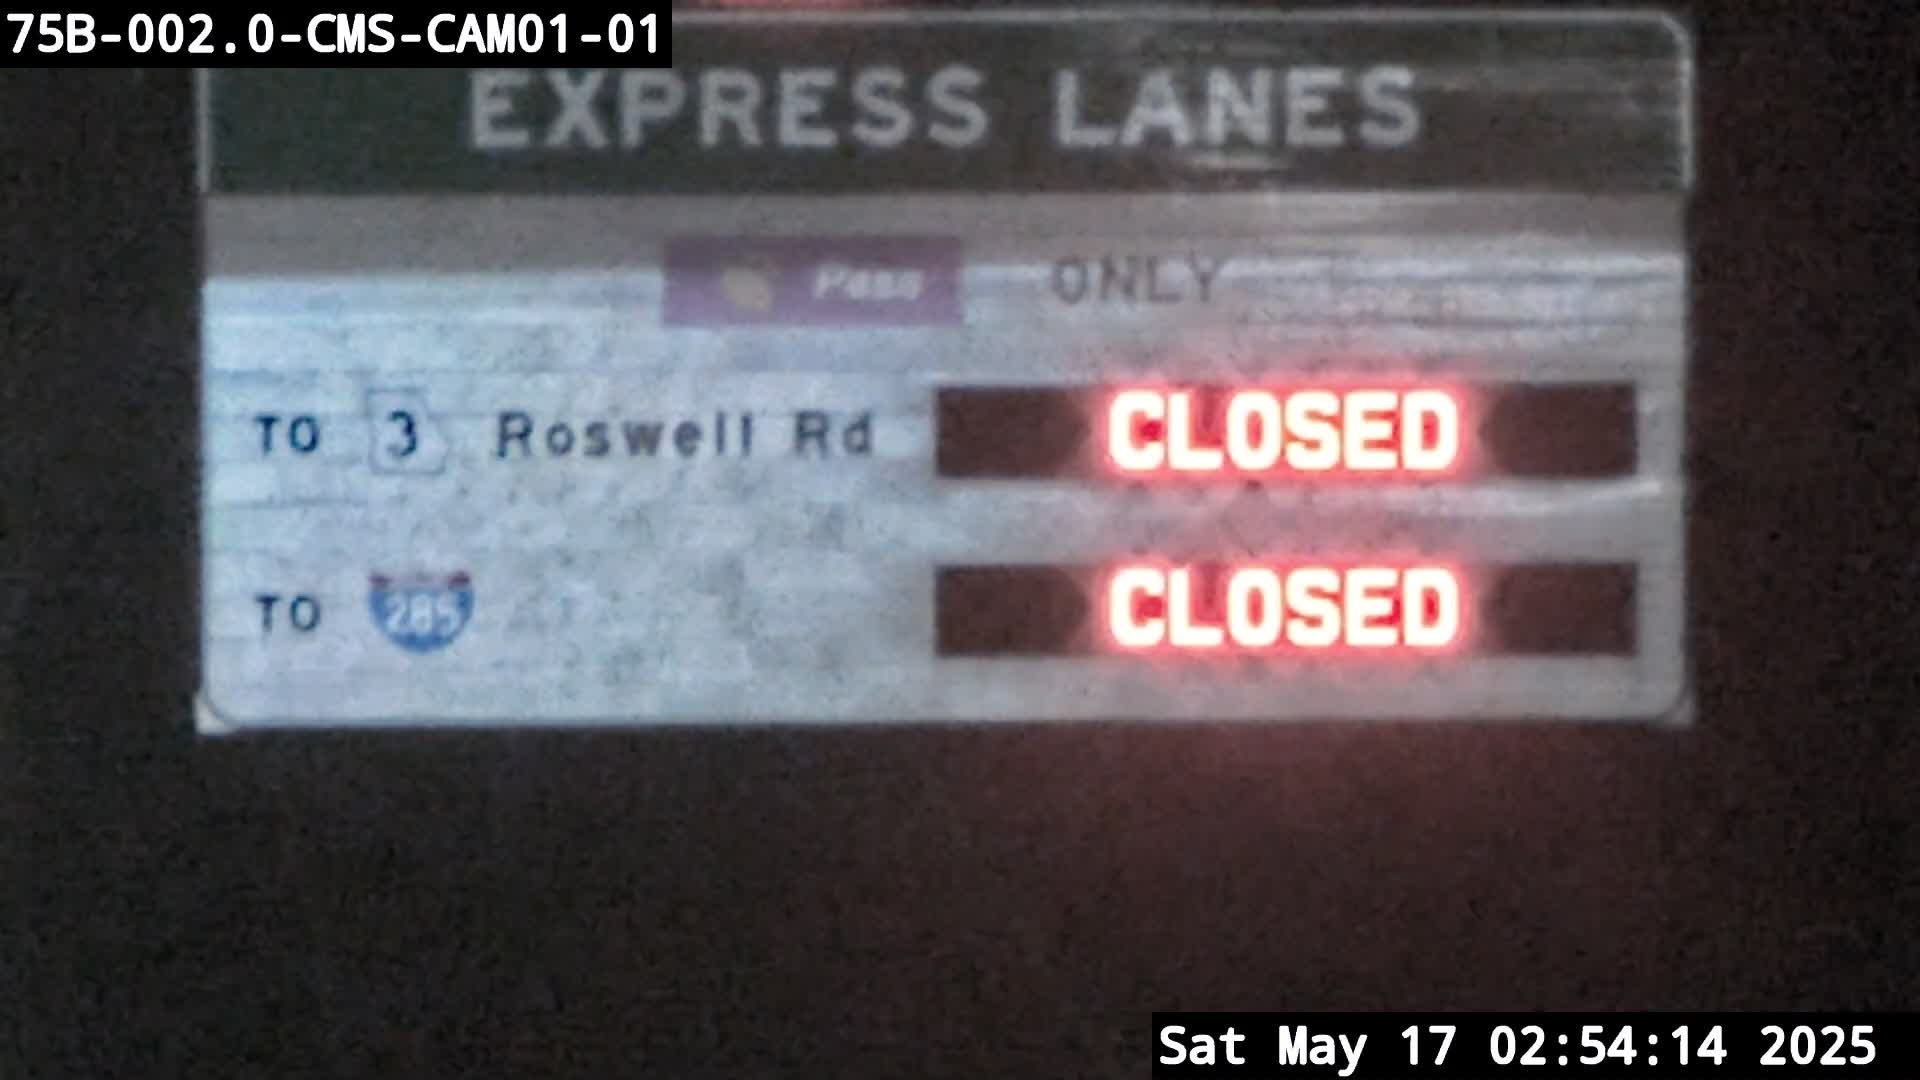 75B-002.0-CMS-CAM01-01
EXPRESS LANES
Pass ONLY
TO 3 Roswell Rd CLOSED
TO 285 CLOSED
Sat May 17 02:54:14 2025